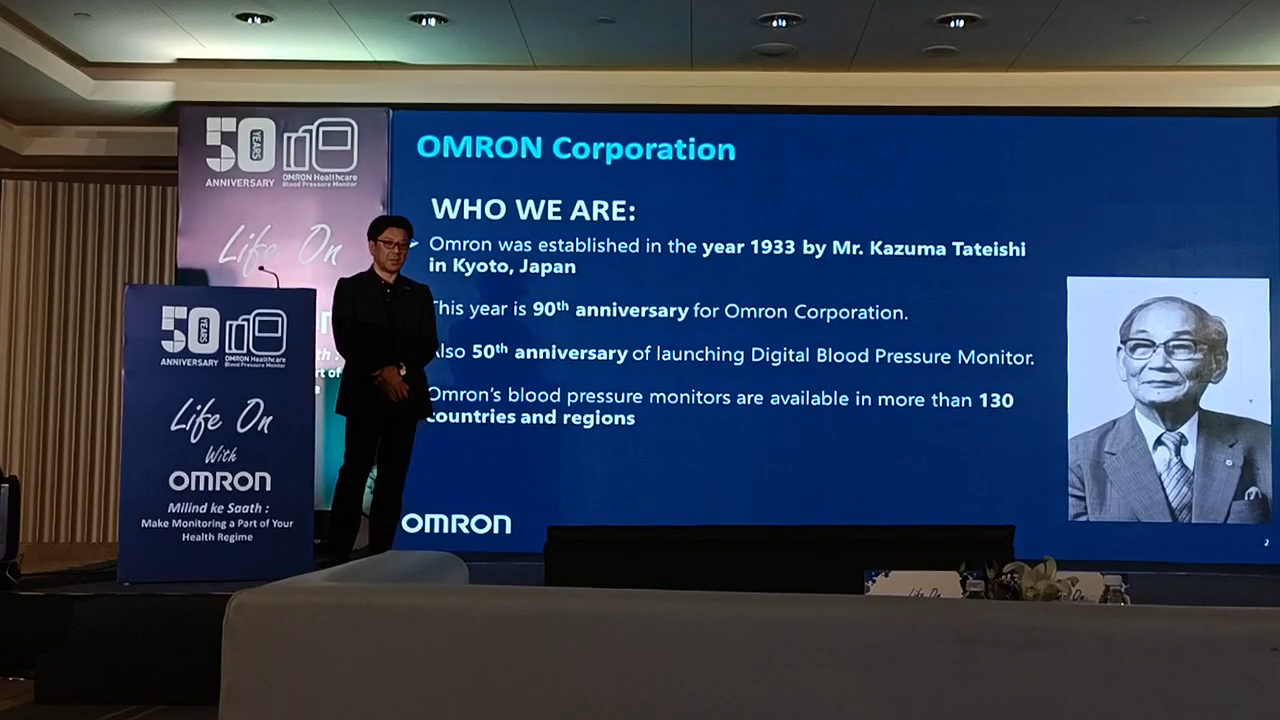 50 YEARS
ANNIVERSARY
OMRON Healthcare
Blood Pressure Monitor
Life On
50 YEARS
ANNIVERSARY
OMRON Healthcare
Blood Pressure Monitor
Life On
With
OMRON
Milind ke Saath :
Make Monitoring a Part of Your
Health Regime
OMRON Corporation
WHO WE ARE:
Omron was established in the year 1933 by Mr. Kazuma Tateishi
in Kyoto, Japan
This year is 90th anniversary for Omron Corporation.
Also 50th anniversary of launching Digital Blood Pressure Monitor.
Omron's blood pressure monitors are available in more than 130
countries and regions
OMRON
2
Life On